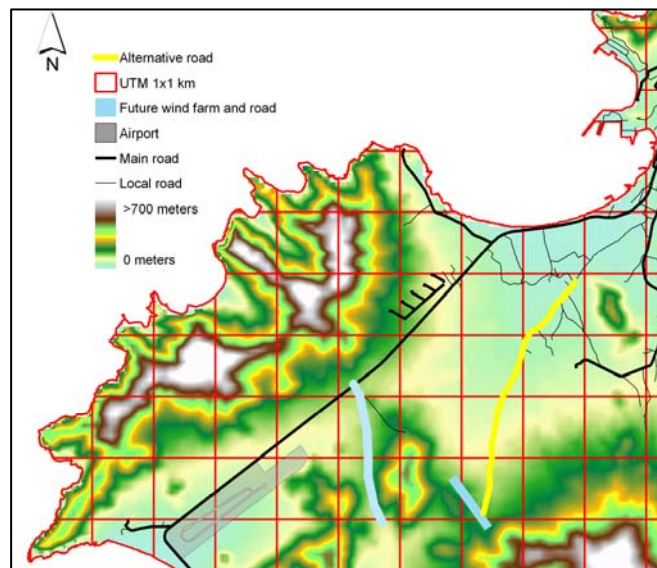 N
Alternative road
UTM 1x1 km
Future wind farm and road
Airport
Main road
Local road
>700 meters
0 meters